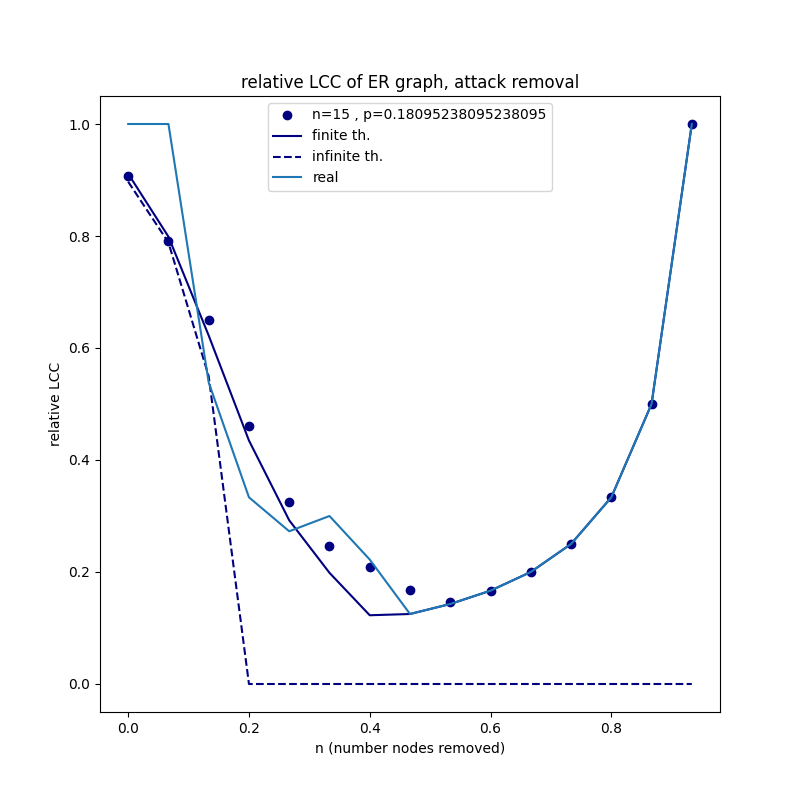 relative LCC of ER graph, attack removal
n=15 , p=0.18095238095238095
finite th.
infinite th.
real
1.0
0.8
0.6
0.4
0.2
0.0
relative LCC
0.0 0.2 0.4 0.6 0.8
n (number nodes removed)